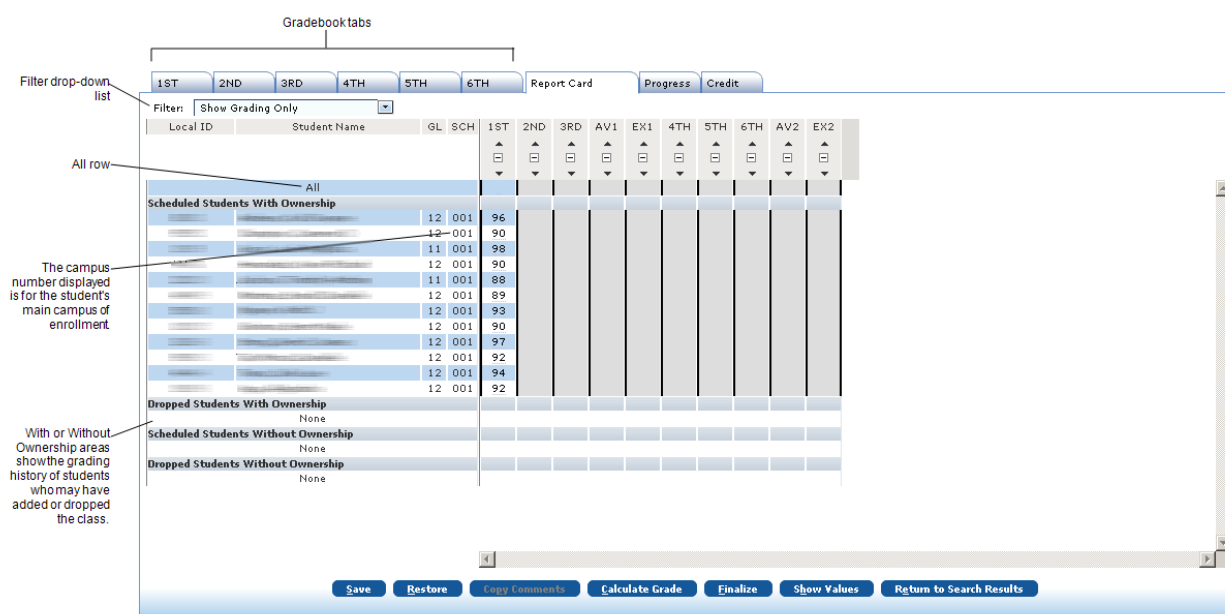 Gradebook tabs
Filter drop-down list
1ST 2ND 3RD 4TH 5TH 6TH Report Card Progress Credit
Filter: Show Grading Only
Local ID Student Name GL SCH 1ST 2ND 3RD AV1 EX1 4TH 5TH 6TH AV2 EX2
All row
All
Scheduled Students With Ownership
12 001 96
12 001 90
11 001 98
12 001 90
11 001 88
12 001 89
12 001 93
12 001 90
12 001 97
12 001 92
12 001 94
12 001 92
The campus
number displayed
is for the student's
main campus of
enrollment
Dropped Students With Ownership
None
Scheduled Students Without Ownership
None
Dropped Students Without Ownership
None
With or Without
Ownership areas
show the grading
history of students
who may have
added or dropped
the class.
Save Restore Copy Comments Calculate Grade Finalize Show Values Return to Search Results